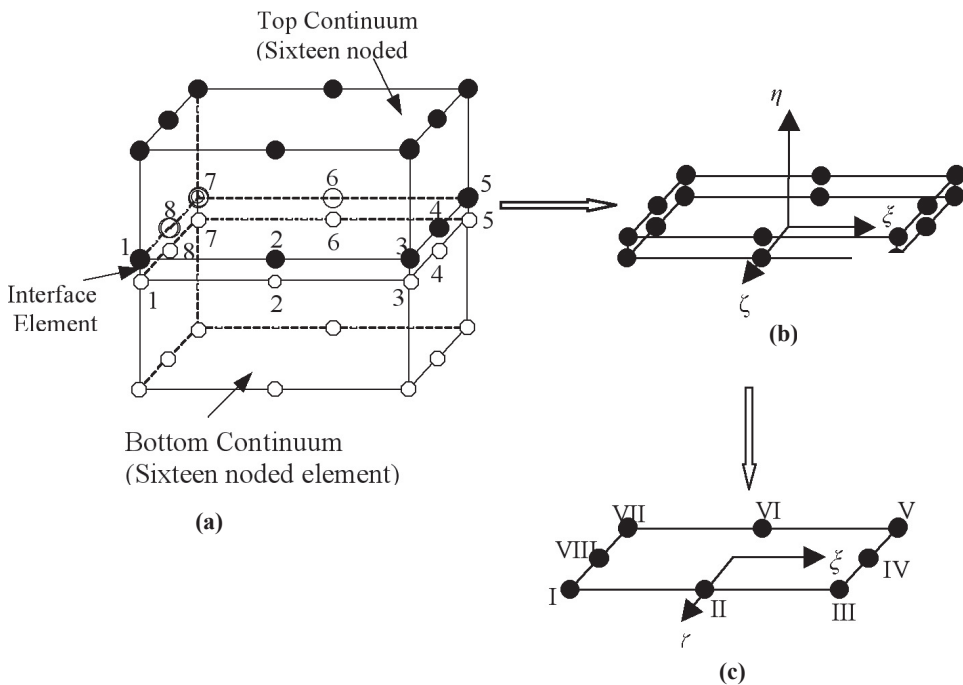 Top Continuum
(Sixteen noded
7
6
5
8
4
1
2
3
7
6
5
8
4
1
2
3
Interface
Element
Bottom Continuum
(Sixteen noded element)
(a)
η
ξ
ζ
(b)
VII
VI
V
VIII
ξ
IV
I
II
III
ζ
(c)